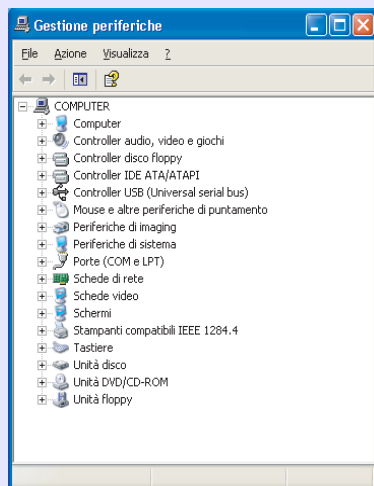 Gestione periferiche
File Azione Visualizza ?
COMPUTER
Computer
Controller audio, video e giochi
Controller disco floppy
Controller IDE ATA/ATAPI
Controller USB (Universal serial bus)
Mouse e altre periferiche di puntamento
Periferiche di imaging
Periferiche di sistema
Porte (COM e LPT)
Schede di rete
Schede video
Schermi
Stampanti compatibili IEEE 1284.4
Tastiere
Unità disco
Unità DVD/CD-ROM
Unità floppy